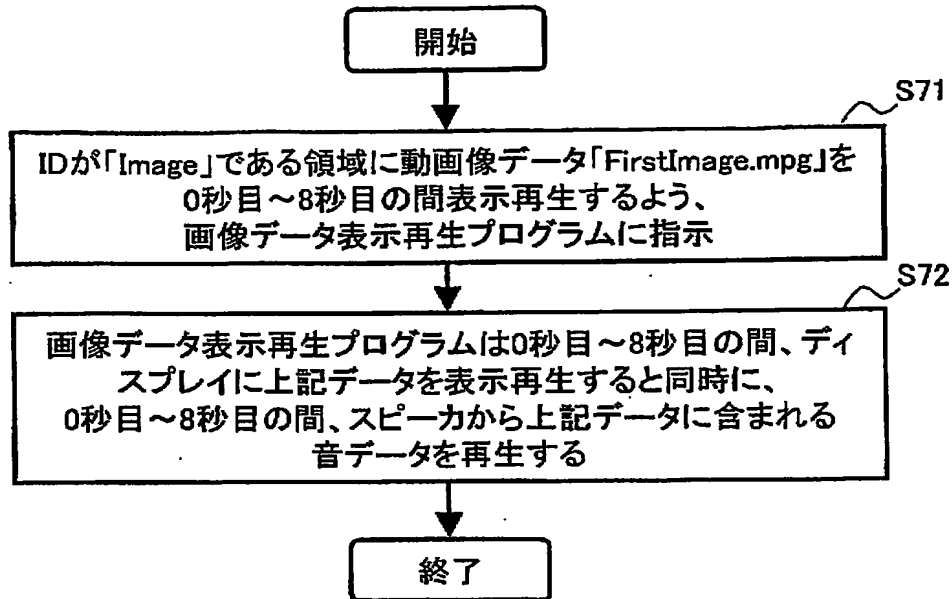 開始
S71
IDが「Image」である領域に動画像データ「FirstImage.mpg」を
0秒目～8秒目の間表示再生するよう、
画像データ表示再生プログラムに指示
S72
画像データ表示再生プログラムは0秒目～8秒目の間、ディ
スプレイに上記データを表示再生すると同時に、
0秒目～8秒目の間、スピーカから上記データに含まれる
音データを再生する
終了